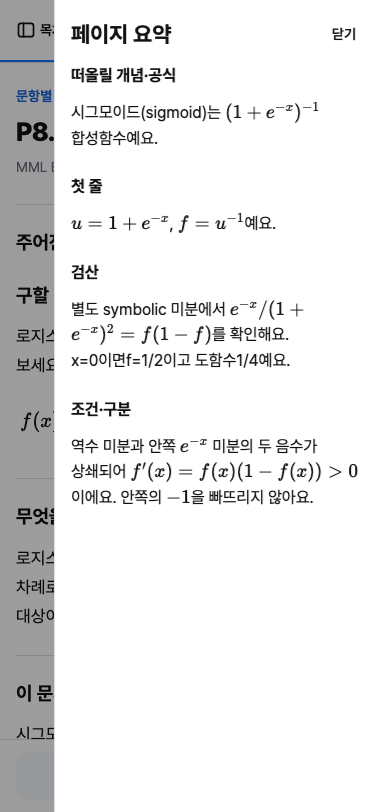 목
페이지 요약
닫기
떠올릴 개념·공식
문항별
시그모이드(sigmoid)는 (1 + e^{-x})^{-1}
합성함수예요.
P8.
MML
첫 줄
u = 1 + e^{-x}, f = u^{-1}예요.
주어진
검산
구할
별도 symbolic 미분에서 e^{-x}/(1 +
e^{-x})^2 = f(1 − f)를 확인해요.
x=0이면f=1/2이고 도함수1/4예요.
로지스
보세요
조건·구분
f(x)
역수 미분과 안쪽 e^{-x} 미분의 두 음수가
상쇄되어 f′(x) = f(x)(1 − f(x)) > 0
이에요. 안쪽의 −1을 빠뜨리지 않아요.
무엇을
로지스
차례로
대상이
이 문
시그모